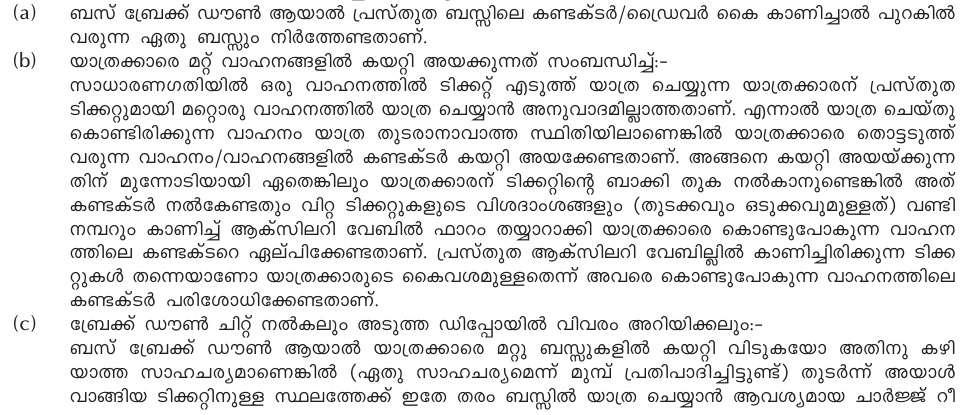 (a) ബസ് ബ്രേക്ക് ഡൗൺ ആയാൽ പ്രസ്തുത ബസ്സിലെ കണ്ടക്ടർ/ഡ്രൈവർ കൈ കാണിച്ചാൽ പുറകിൽ
വരുന്ന ഏതു ബസ്സും നിർത്തേണ്ടതാണ്.
(b) യാത്രക്കാരെ മറ്റ് വാഹനങ്ങളിൽ കയറ്റി അയക്കുന്നത് സംബന്ധിച്ച്:-
സാധാരണഗതിയിൽ ഒരു വാഹനത്തിൽ ടിക്കറ്റ് എടുത്ത് യാത്ര ചെയ്യുന്ന യാത്രക്കാരന് പ്രസ്തുത
ടിക്കറ്റുമായി മറ്റൊരു വാഹനത്തിൽ യാത്ര ചെയ്യാൻ അനുവാദമില്ലാത്തതാണ്. എന്നാൽ യാത്ര ചെയ്തു
കൊണ്ടിരിക്കുന്ന വാഹനം യാത്ര തുടരാനാവാത്ത സ്ഥിതിയിലാണെങ്കിൽ യാത്രക്കാരെ തൊട്ടടുത്ത്
വരുന്ന വാഹനം/വാഹനങ്ങളിൽ കണ്ടക്ടർ കയറ്റി അയക്കേണ്ടതാണ്. അങ്ങനെ കയറ്റി അയയ്ക്കുന്ന
തിന് മുന്നോടിയായി ഏതെങ്കിലും യാത്രക്കാരന് ടിക്കറ്റിന്റെ ബാക്കി തുക നൽകാനുണ്ടെങ്കിൽ അത്
കണ്ടക്ടർ നൽകേണ്ടതും വിറ്റ ടിക്കറ്റുകളുടെ വിശദാംശങ്ങളും (തുടക്കവും ഒടുക്കവുമുള്ളത്) വണ്ടി
നമ്പറും കാണിച്ച് ആക്സിലറി വേബിൽ ഫാറം തയ്യാറാക്കി യാത്രക്കാരെ കൊണ്ടുപോകുന്ന വാഹന
ത്തിലെ കണ്ടക്ടറെ ഏല്പിക്കേണ്ടതാണ്. പ്രസ്തുത ആക്സിലറി വേബില്ലിൽ കാണിച്ചിരിക്കുന്ന ടിക്ക
റ്റുകൾ തന്നെയാണോ യാത്രക്കാരുടെ കൈവശമുള്ളതെന്ന് അവരെ കൊണ്ടുപോകുന്ന വാഹനത്തിലെ
കണ്ടക്ടർ പരിശോധിക്കേണ്ടതാണ്.
(c) ബ്രേക്ക് ഡൗൺ ചിറ്റ് നൽകലും അടുത്ത ഡിപ്പോയിൽ വിവരം അറിയിക്കലും:-
ബസ് ബ്രേക്ക് ഡൗൺ ആയാൽ യാത്രക്കാരെ മറ്റു ബസ്സുകളിൽ കയറ്റി വിടുകയോ അതിനു കഴി
യാത്ത സാഹചര്യമാണെങ്കിൽ (ഏതു സാഹചര്യമെന്ന് മുമ്പ് പ്രതിപാദിച്ചിട്ടുണ്ട്) തുടർന്ന് അയാൾ
വാങ്ങിയ ടിക്കറ്റിനുള്ള സ്ഥലത്തേക്ക് ഇതേ തരം ബസ്സിൽ യാത്ര ചെയ്യാൻ ആവശ്യമായ ചാർജ്ജ് റീ